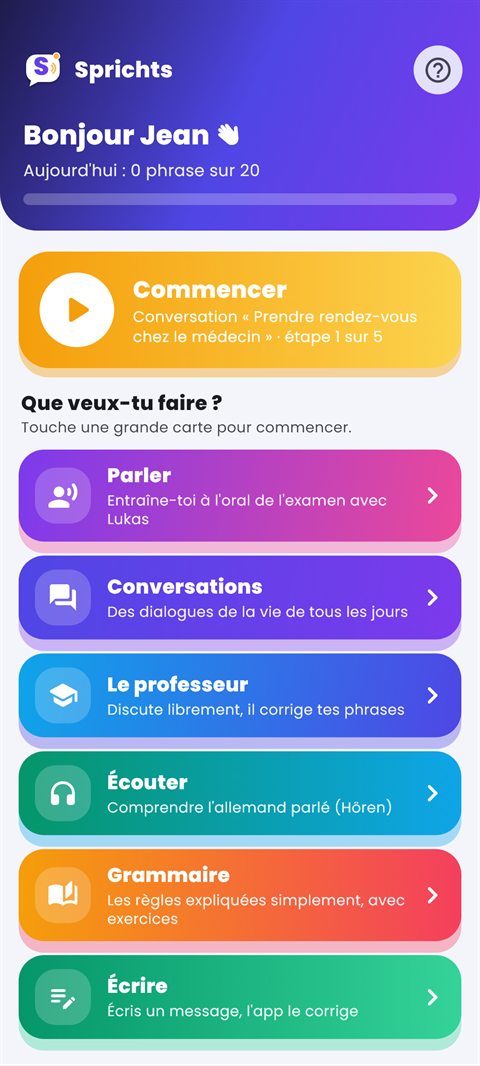 Sprichts
Bonjour Jean 👋
Aujourd'hui : 0 phrase sur 20
Commencer
Conversation « Prendre rendez-vous
chez le médecin » · étape 1 sur 5
Que veux-tu faire ?
Touche une grande carte pour commencer.
Parler
Entraîne-toi à l'oral de l'examen avec
Lukas
Conversations
Des dialogues de la vie de tous les jours
Le professeur
Discute librement, il corrige tes phrases
Écouter
Comprendre l'allemand parlé (Hören)
Grammaire
Les règles expliquées simplement, avec
exercices
Écrire
Écris un message, l'app le corrige